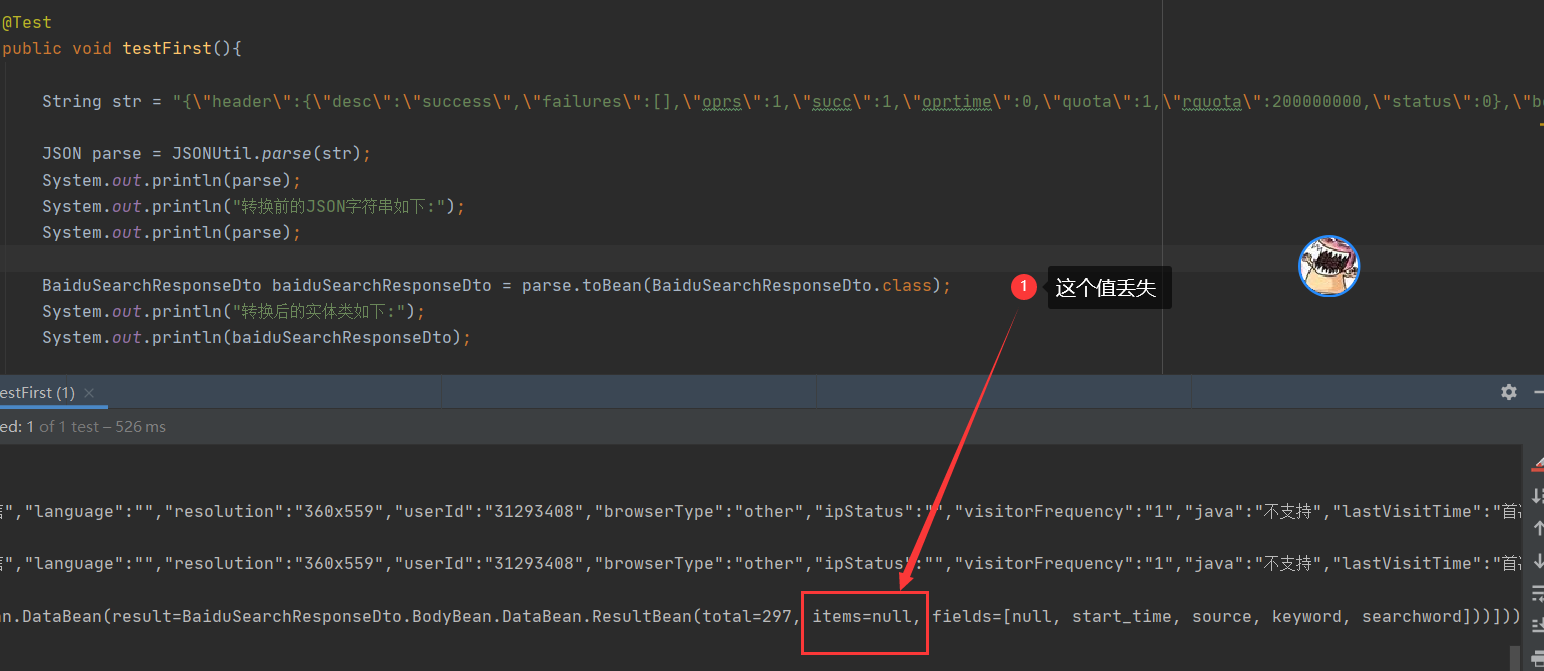 @Test
public void testFirst(){
String str = "{\"header\":{\"desc\":\"success\",\"failures\":[],\"oprs\":1,\"succ\":1,\"oprtime\":0,\"quota\":1,\"rquota\":200000000,\"status\":0},\"b
JSON parse = JSONUtil.parse(str);
System.out.println(parse);
System.out.println("转换前的JSON字符串如下:");
System.out.println(parse);
BaiduSearchResponseDto baiduSearchResponseDto = parse.toBean(BaiduSearchResponseDto.class);
1 这个值丢失
System.out.println("转换后的实体类如下:");
System.out.println(baiduSearchResponseDto);
estFirst (1)
ed: 1 of 1 test – 526 ms
","language":"","resolution":"360x559","userId":"31293408","browserType":"other","ipStatus":"","visitorFrequency":"1","java":"不支持","lastVisitTime":"首
","language":"","resolution":"360x559","userId":"31293408","browserType":"other","ipStatus":"","visitorFrequency":"1","java":"不支持","lastVisitTime":"首
n.DataBean(result=BaiduSearchResponseDto.BodyBean.DataBean.ResultBean(total=297, items=null, fields=[null, start_time, source, keyword, searchword]))]))